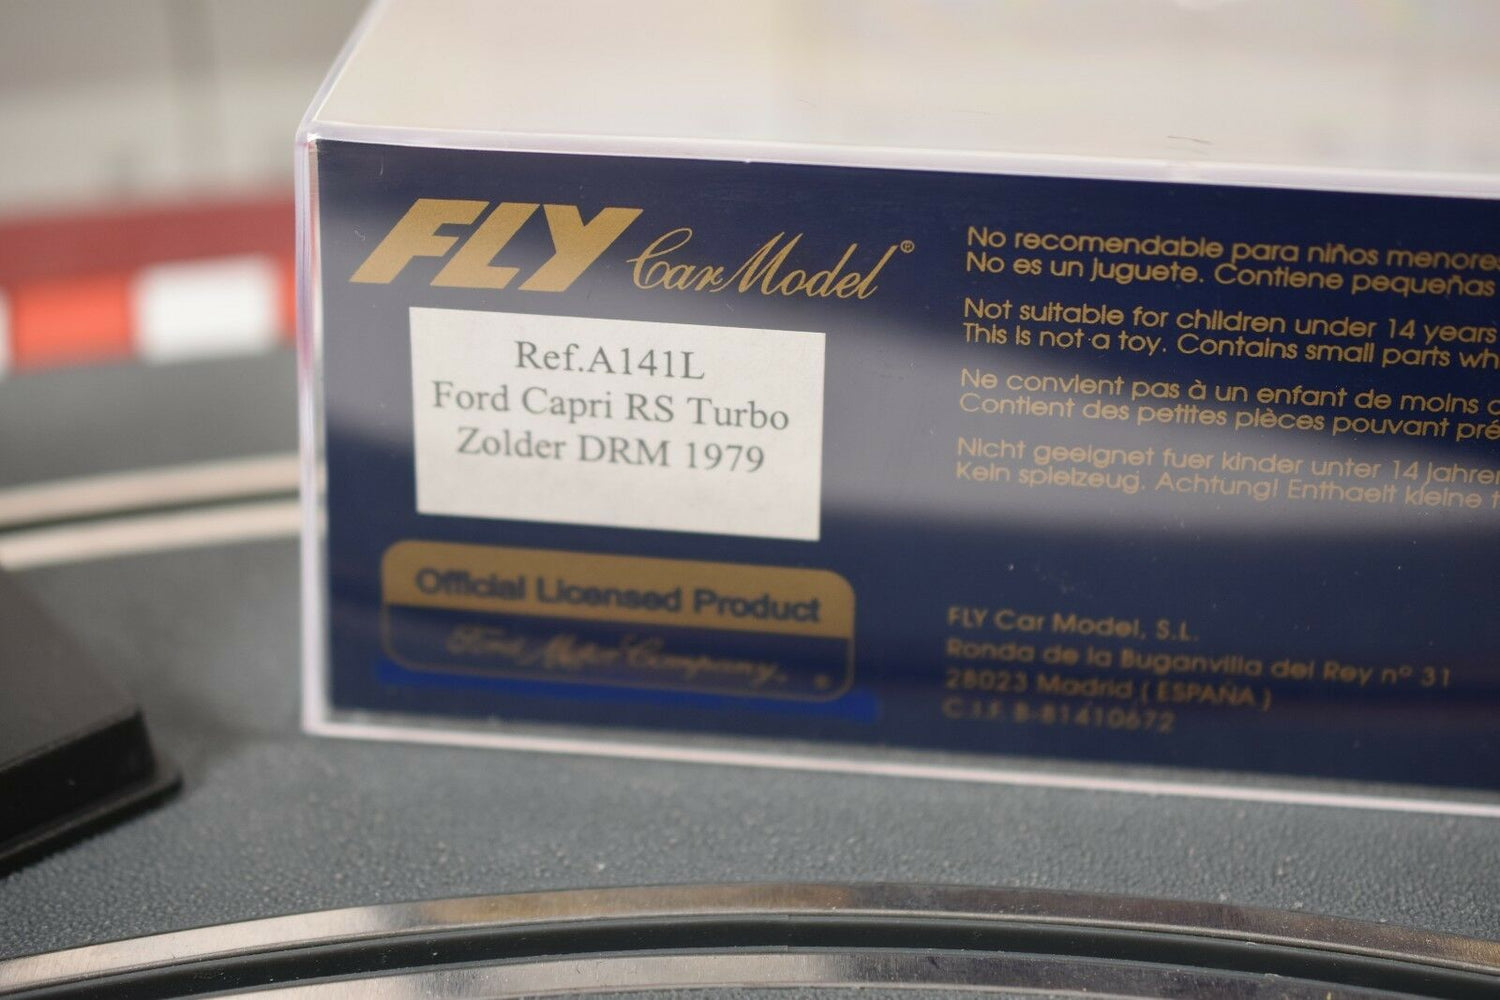 FLY Car Model®
Ref.A141L
Ford Capri RS Turbo
Zolder DRM 1979
Official Licensed Product
Ford Motor Company, ®
No recomendable para niños menores
No es un juguete. Contiene pequeñas
Not suitable for children under 14 years
This is not a toy. Contains small parts wh
Ne convient pas à un enfant de moins d
Contient des petites pièces pouvant pré
Nicht geeignet fuer kinder unter 14 jahren
Kein spielzeug. Achtung! Enthaelt kleine t
FLY Car Model, S.L.
Ronda de la Buganvilla del Rey nº 31
28023 Madrid ( ESPAÑA )
C.I.F. B-81410672